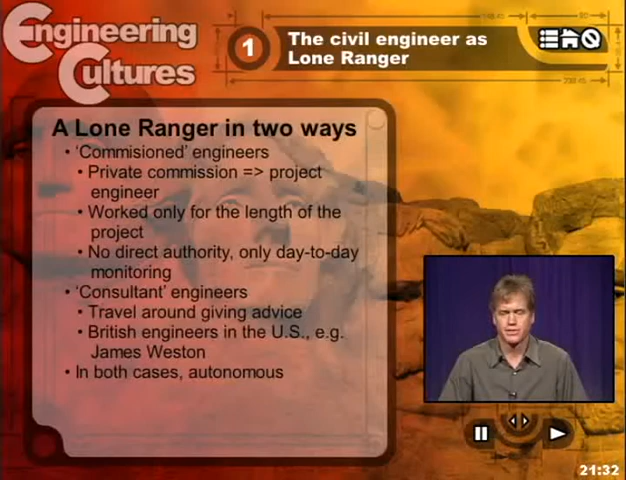 Engineering
Cultures
1
The civil engineer as
Lone Ranger
A Lone Ranger in two ways
• 'Commisioned' engineers
• Private commission => project
engineer
• Worked only for the length of the
project
• No direct authority, only day-to-day
monitoring
• 'Consultant' engineers
• Travel around giving advice
• British engineers in the U.S., e.g.
James Weston
• In both cases, autonomous
21:32